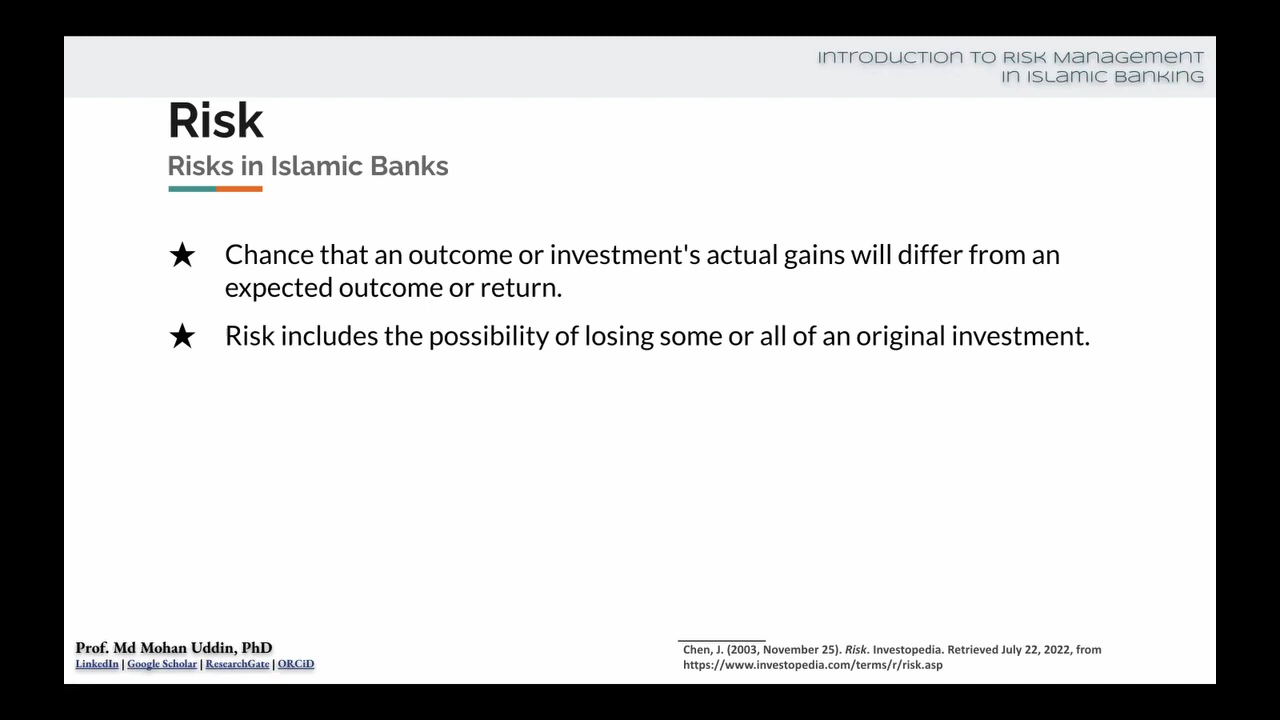 Introduction to Risk Management
in Islamic Banking
Risk
Risks in Islamic Banks
★ Chance that an outcome or investment's actual gains will differ from an
expected outcome or return.
★ Risk includes the possibility of losing some or all of an original investment.
Prof. Md Mohan Uddin, PhD
LinkedIn | Google Scholar | ResearchGate | ORCiD
Chen, J. (2003, November 25). Risk. Investopedia. Retrieved July 22, 2022, from
https://www.investopedia.com/terms/r/risk.asp